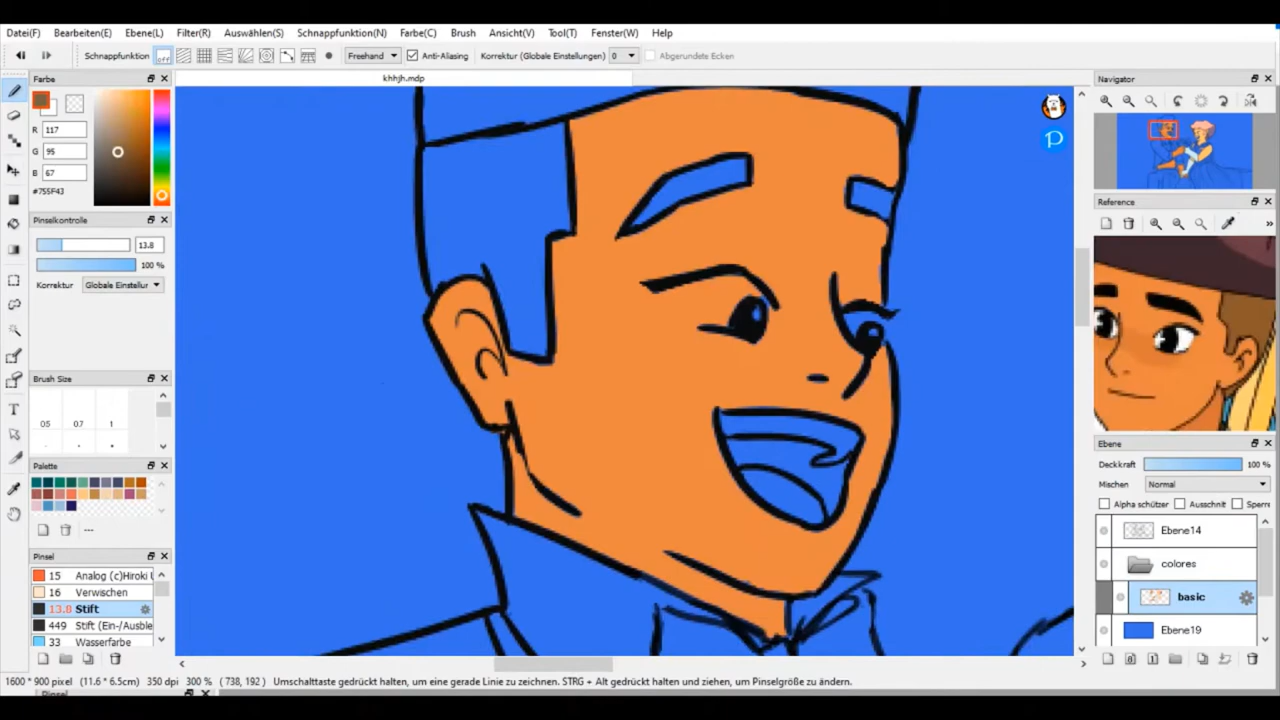 Datei(F) Bearbeiten(E) Ebene(L) Filter(R) Auswählen(S) Schnappfunktion(N) Farbe(C) Brush Ansicht(V) Tool(T) Fenster(W) Help
Schnappfunktion off Freehand Anti-Aliasing Korrektur (Globale Einstellungen) 0 Abgerundete Ecken
Farbe
khhjh.mdp
Navigator
R 117
G 95
B 67
#755F43
P
Reference
Pinselkontrolle
13.8
100 %
Korrektur Globale Einstellur
Brush Size
05 07 1
Palette
Pinsel
15 Analog (c)Hiroki
16 Verwischen
13.8 Stift
449 Stift (Ein-/Ausble
33 Wasserfarbe
Ebene
Deckkraft 100 %
Mischen Normal
Alpha schützer Ausschnit Sperr
Ebene14
colores
basic
Ebene19
1600 * 900 pixel (11.6 * 6.5cm) 350 dpi 300 % ( 738, 192 ) Umschalttaste gedrückt halten, um eine gerade Linie zu zeichnen. STRG + Alt gedrückt halten und ziehen, um Pinselgröße zu ändern.
Pinsel